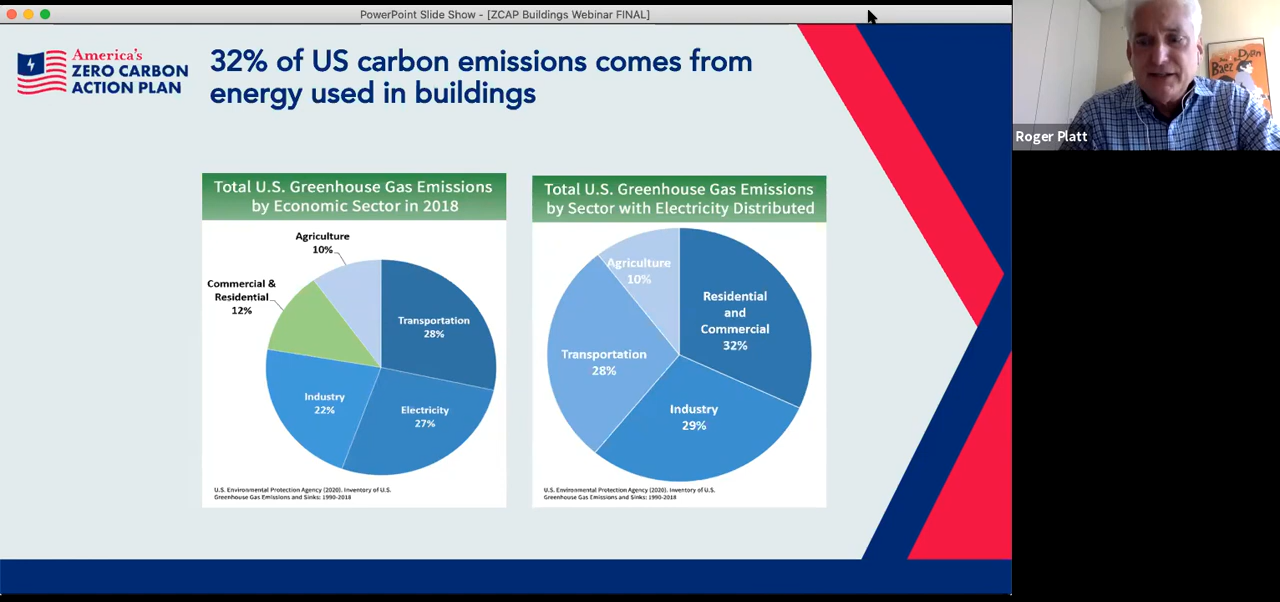 PowerPoint Slide Show - [ZCAP Buildings Webinar FINAL]
America's
ZERO CARBON
ACTION PLAN
32% of US carbon emissions comes from
energy used in buildings
Total U.S. Greenhouse Gas Emissions
by Economic Sector in 2018
Agriculture
10%
Commercial &
Residential
12%
Transportation
28%
Industry
22%
Electricity
27%
U.S. Environmental Protection Agency (2020). Inventory of U.S.
Greenhouse Gas Emissions and Sinks: 1990-2018
Total U.S. Greenhouse Gas Emissions
by Sector with Electricity Distributed
Agriculture
10%
Residential
and
Commercial
32%
Transportation
28%
Industry
29%
U.S. Environmental Protection Agency (2020). Inventory of U.S.
Greenhouse Gas Emissions and Sinks: 1990-2018
Baez
Dylan
Roger Platt